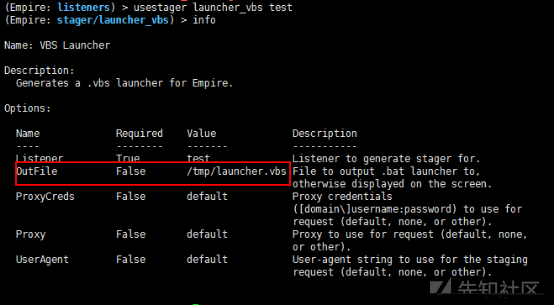 (Empire: listeners) > usestager launcher_vbs test
(Empire: stager/launcher_vbs) > info
Name: VBS Launcher
Description:
Generates a .vbs launcher for Empire.
Options:
Name Required Value Description
---- -------- ------- -----------
Listener True test Listener to generate stager for.
OutFile False /tmp/launcher.vbs File to output .bat launcher to,
otherwise displayed on the screen.
ProxyCreds False default Proxy credentials
([domain\]username:password) to use for
request (default, none, or other).
Proxy False default Proxy to use for request (default, none,
or other).
UserAgent False default User-agent string to use for the staging
request (default, none, or other).
先知社区